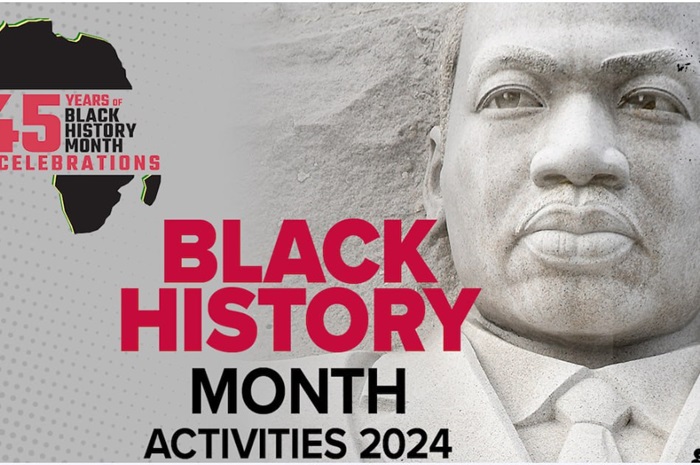 45 YEARS OF
BLACK
HISTORY
MONTH
CELEBRATIONS
BLACK
HISTORY
MONTH
ACTIVITIES 2024